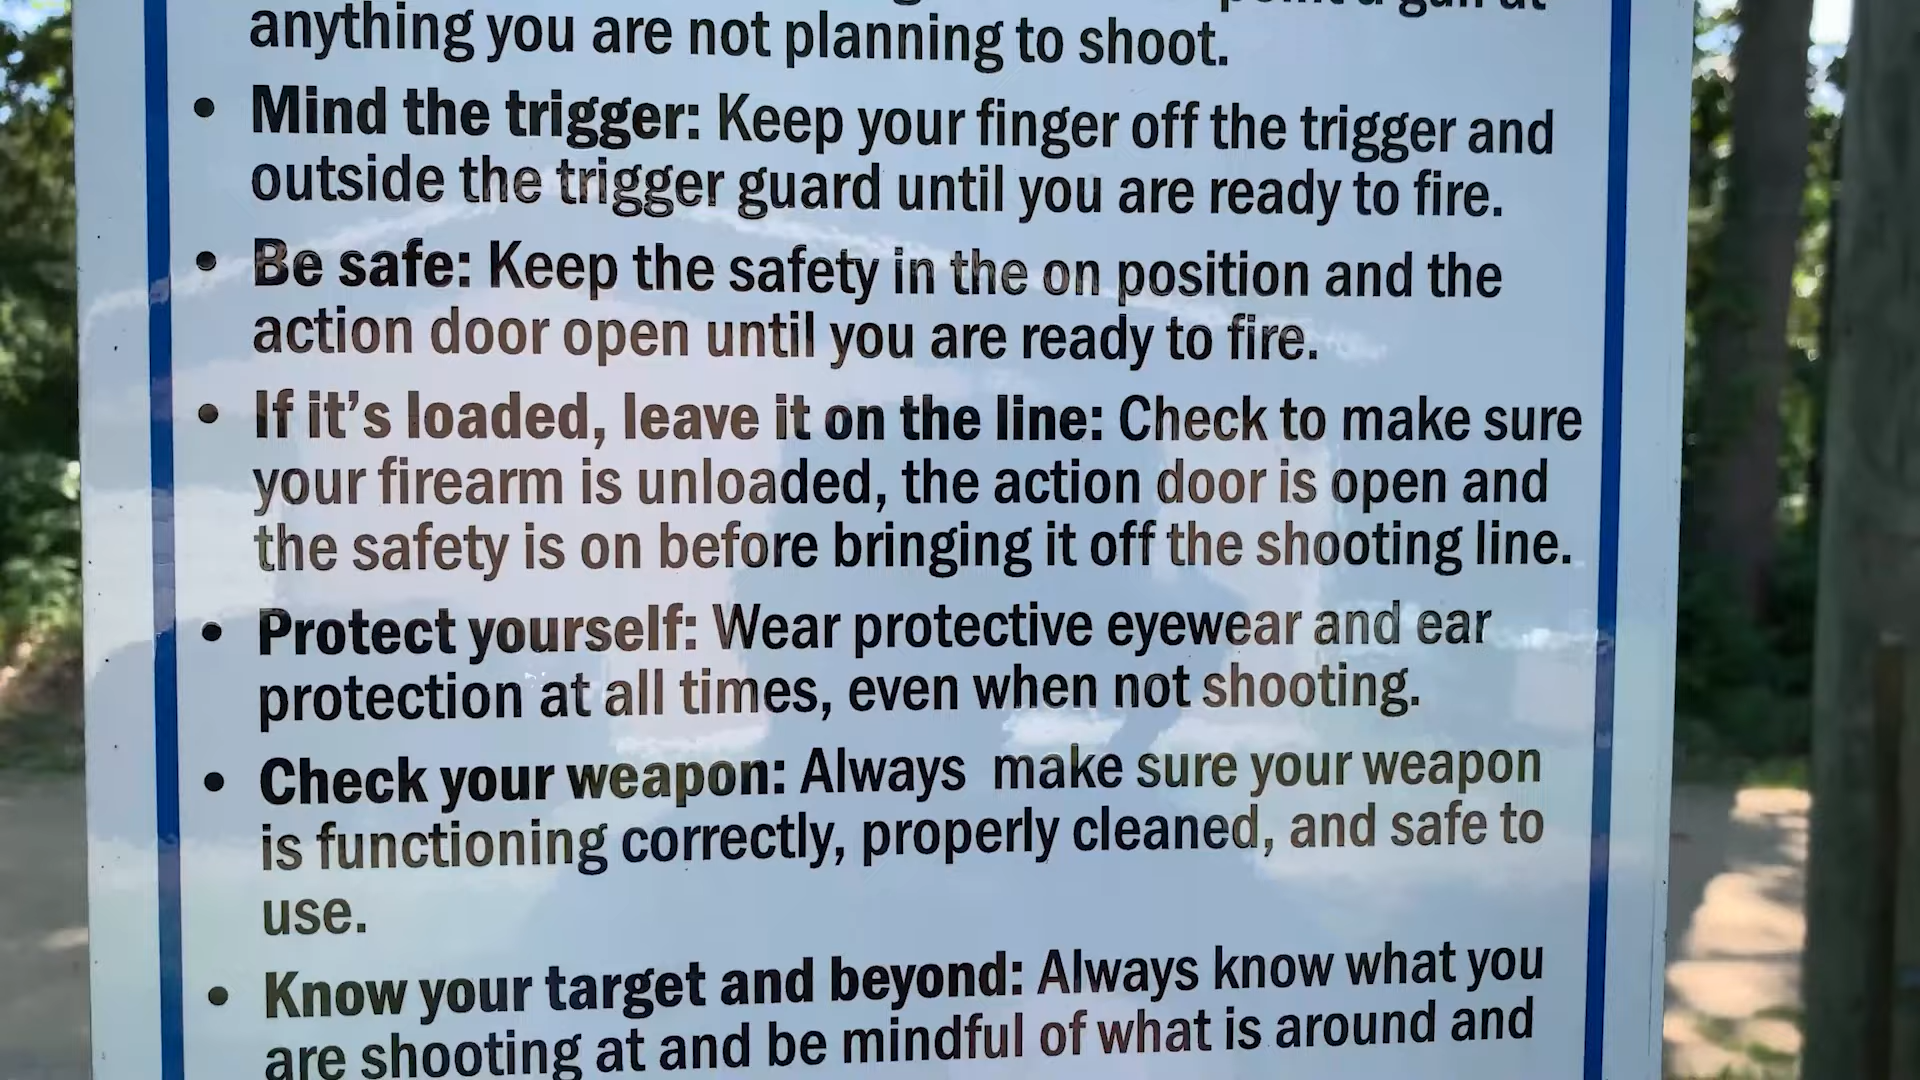 point a gun at
anything you are not planning to shoot.
• Mind the trigger: Keep your finger off the trigger and
outside the trigger guard until you are ready to fire.
• Be safe: Keep the safety in the on position and the
action door open until you are ready to fire.
• If it's loaded, leave it on the line: Check to make sure
your firearm is unloaded, the action door is open and
the safety is on before bringing it off the shooting line.
• Protect yourself: Wear protective eyewear and ear
protection at all times, even when not shooting.
• Check your weapon: Always make sure your weapon
is functioning correctly, properly cleaned, and safe to
use.
• Know your target and beyond: Always know what you
are shooting at and be mindful of what is around and